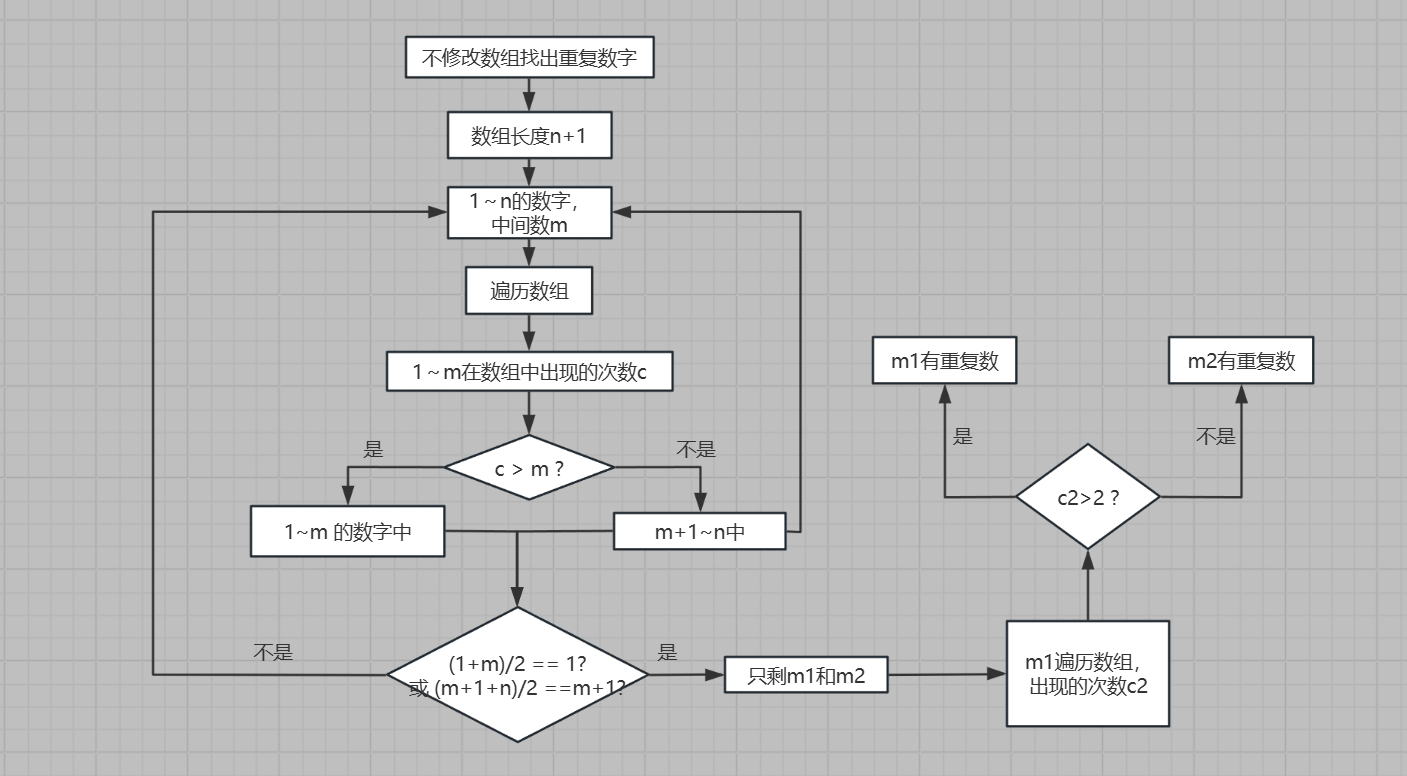 不修改数组找出重复数字
数组长度n+1
1～n的数字，
中间数m
遍历数组
1～m在数组中出现的次数c
c > m ?
是
不是
1~m 的数字中
m+1~n中
(1+m)/2 == 1?
或 (m+1+n)/2 ==m+1?
不是
是
只剩m1和m2
m1遍历数组，
出现的次数c2
c2>2 ?
是
不是
m1有重复数
m2有重复数